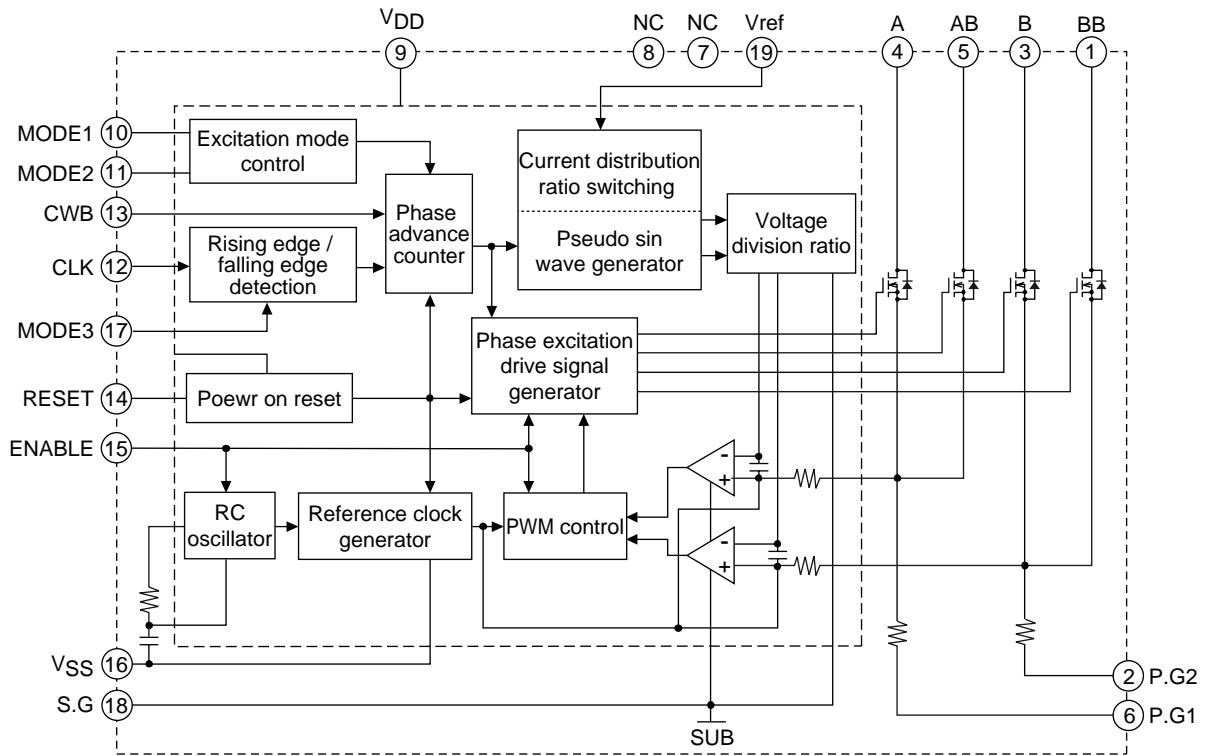 VDD
NC
NC
Vref
A
AB
B
BB
9
8
7
19
4
5
3
1
MODE1
10
MODE2
11
CWB
13
CLK
12
MODE3
17
RESET
14
ENABLE
15
VSS
16
S.G
18
Excitation mode
control
Phase
advance
counter
Rising edge /
falling edge
detection
Current distribution
ratio switching
Pseudo sin
wave generator
Voltage
division ratio
Poewr on reset
Phase excitation
drive signal
generator
RC
oscillator
Reference clock
generator
PWM control
-
+
-
+
SUB
2
P.G2
6
P.G1